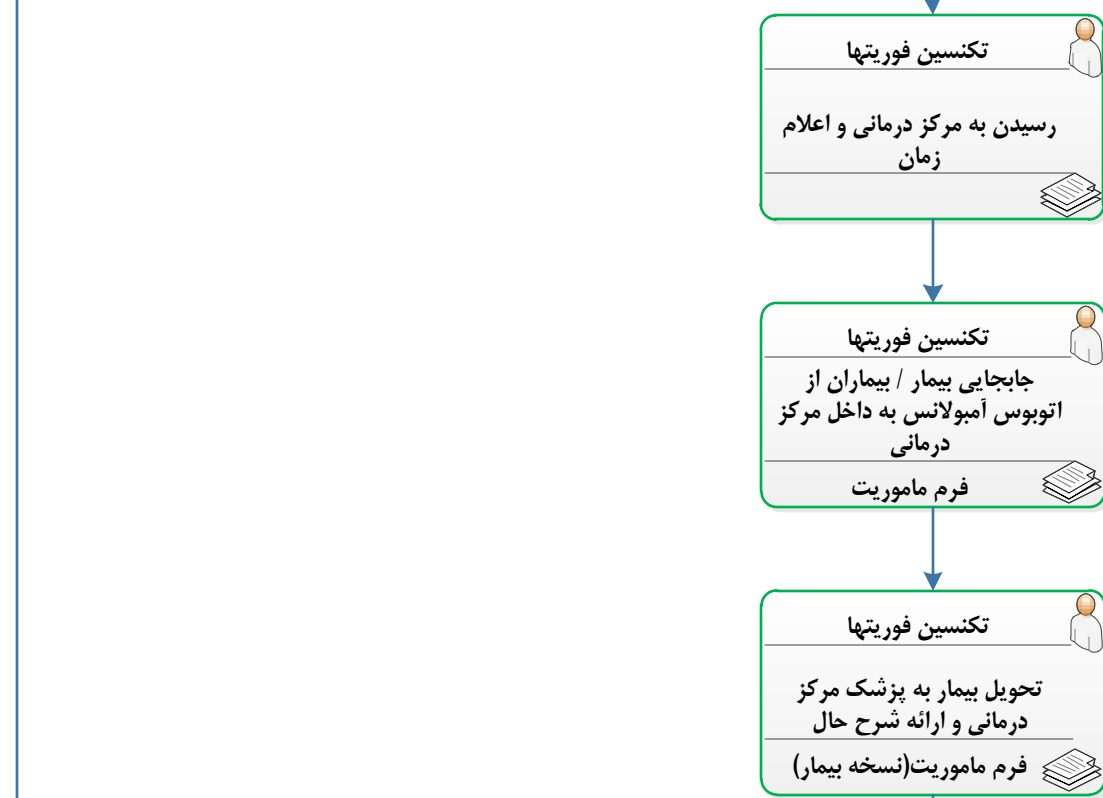 تکنسین فوریتها
رسیدن به مرکز درمانی و اعلام
زمان
تکنسین فوریتها
جابجایی بیمار / بیماران از
اتوبوس آمبولانس به داخل مرکز
درمانی
فرم ماموریت
تکنسین فوریتها
تحویل بیمار به پزشک مرکز
درمانی و ارائه شرح حال
فرم ماموریت(نسخه بیمار)